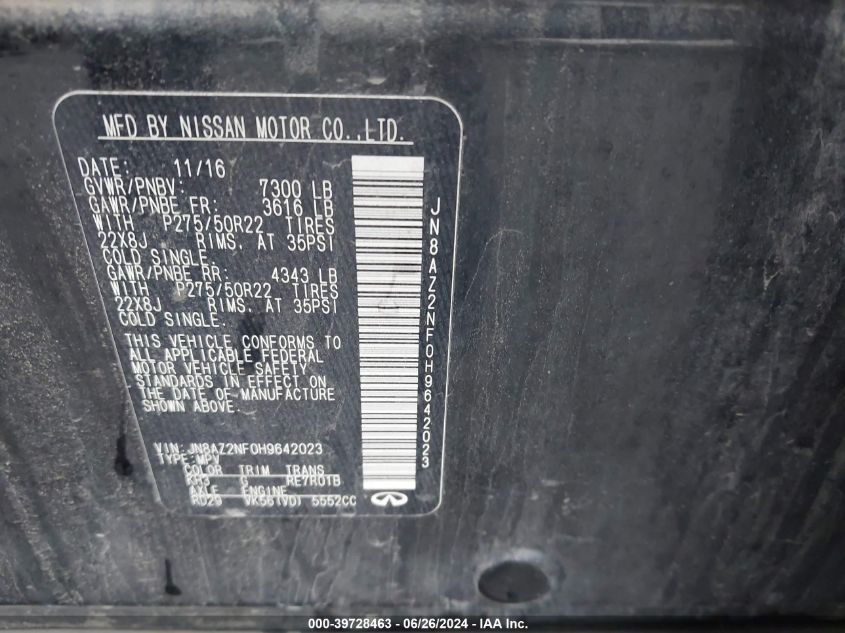 MFD BY NISSAN MOTOR CO.,LTD.
DATE: 11/16
GVWR/PNBV: 7300 LB
GAWR/PNBE FR: 3616 LB
WITH P275/50R22 TIRES
22X8J RIMS. AT 35PSI
COLD SINGLE.
GAWR/PNBE RR: 4343 LB
WITH P275/50R22 TIRES
22X8J RIMS. AT 35PSI
COLD SINGLE.
THIS VEHICLE CONFORMS TO
ALL APPLICABLE FEDERAL
MOTOR VEHICLE SAFETY
STANDARDS IN EFFECT ON
THE DATE OF MANUFACTURE
SHOWN ABOVE.
VIN: JN8AZ2NF0H9642023
TYPE: MPV
COLOR TRIM TRANS
KH3 G RE7R01B
AXLE ENGINE
RD29 VK56(VD) 5552CC
JN8AZ2NF0H9642023
000-39728463 - 06/26/2024 - IAA Inc.